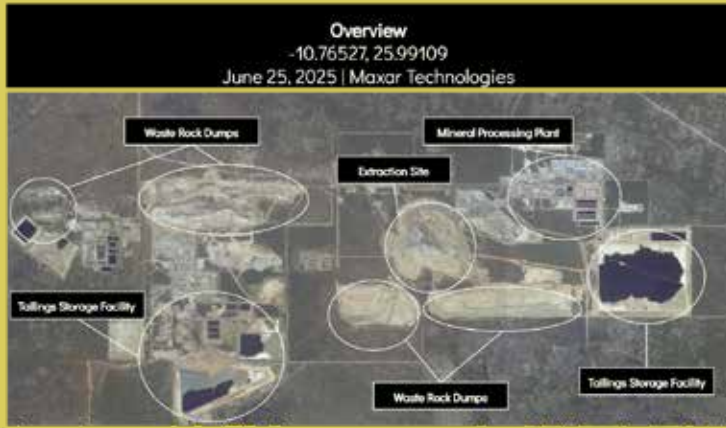 Overview
-10.76527, 25.99109
June 25, 2025 | Maxar Technologies
Waste Rock Dumps
Mineral Processing Plant
Extraction Site
Tailings Storage Facility
Waste Rock Dumps
Tailings Storage Facility